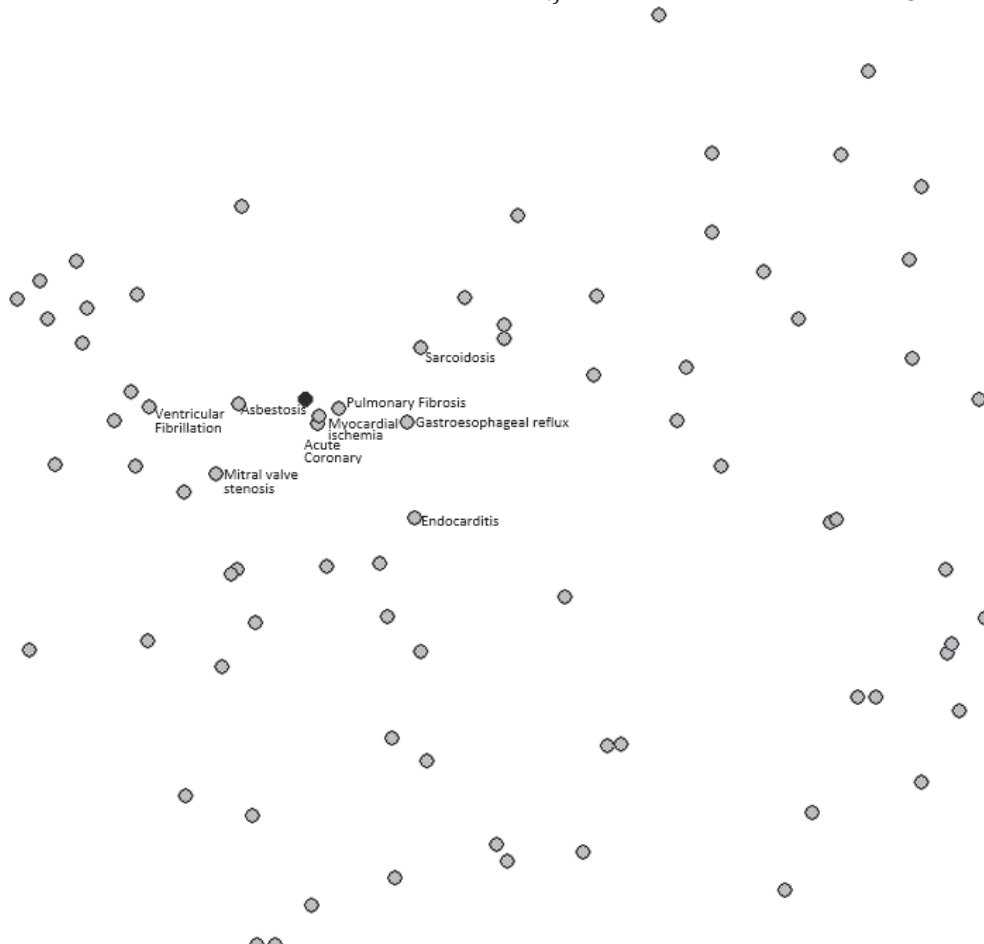 Sarcoidosis
Pulmonary Fibrosis
Asbestosis
Ventricular
Fibrillation
Myocardial
ischemia
Gastroesophageal reflux
Acute
Coronary
Mitral valve
stenosis
Endocarditis